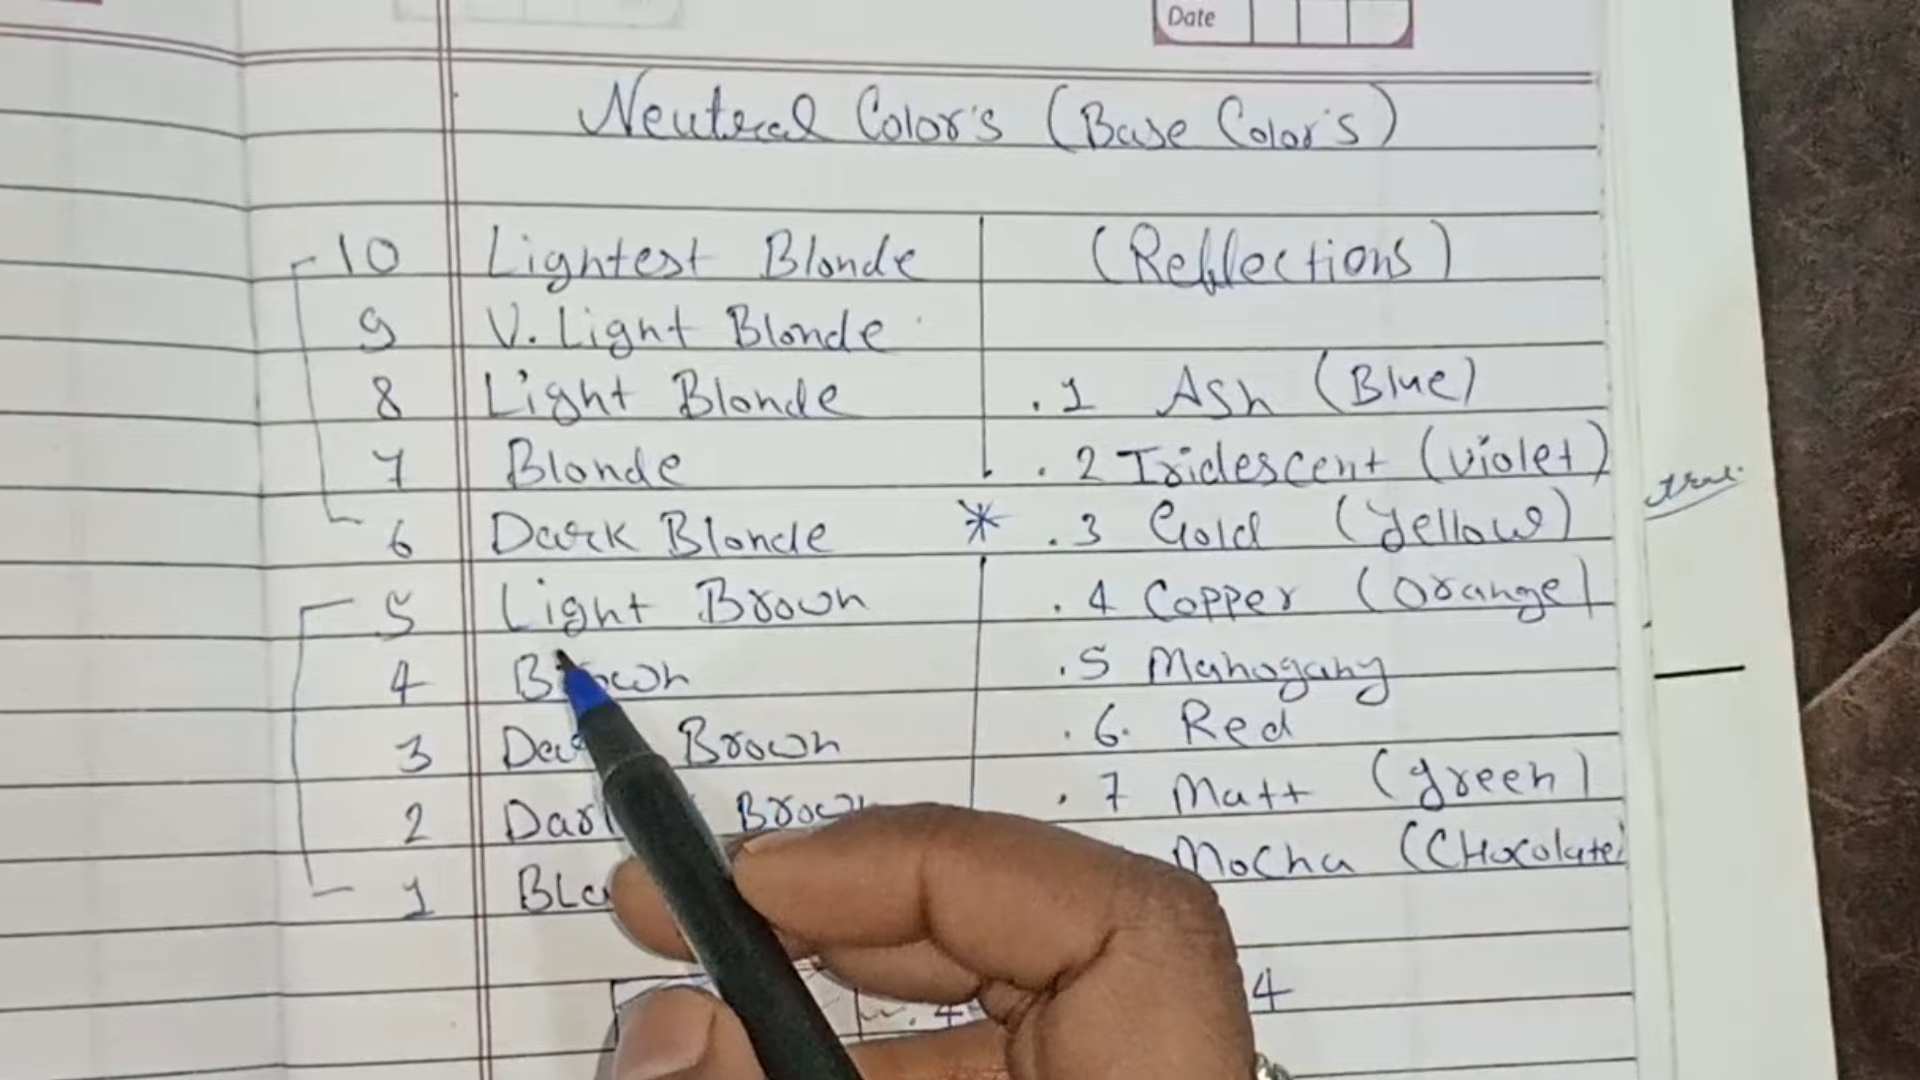 Date
Neutral Color's (Base Color's)
10 Lightest Blonde (Reflections)
9 V. Light Blonde
8 Light Blonde .1 Ash (Blue)
7 Blonde .2 Iridescent (Violet)
6 Dark Blonde * .3 Gold (Yellow)
5 Light Brown .4 Copper (Orange)
4 Brown .5 Mahogany
3 Brown .6. Red
2 Brown .7 Matt (green)
1 Mocha (CHocolate)
4